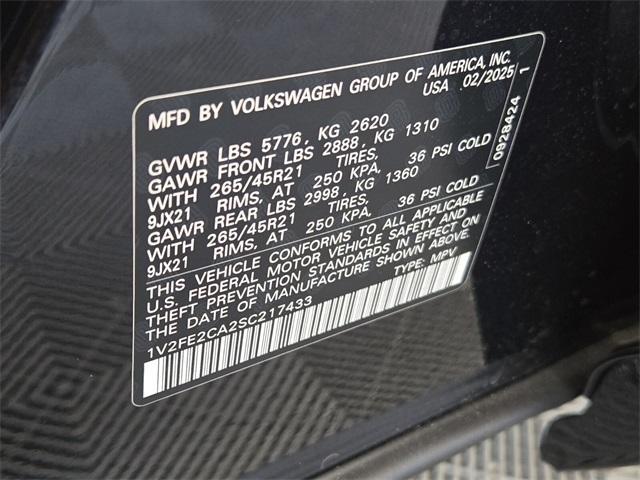 MFD BY VOLKSWAGEN GROUP OF AMERICA, INC.
USA 02/2025
GVWR LBS 5776, KG 2620
GAWR FRONT LBS 2888, KG 1310
WITH 265/45R21 TIRES,
9JX21 RIMS, AT 250 KPA, 36 PSI COLD
GAWR REAR LBS 2998, KG 1360
WITH 265/45R21 TIRES,
9JX21 RIMS, AT 250 KPA, 36 PSI COLD
THIS VEHICLE CONFORMS TO ALL APPLICABLE
U.S. FEDERAL MOTOR VEHICLE SAFETY AND
THEFT PREVENTION STANDARDS IN EFFECT ON
DATE OF MANUFACTURE SHOWN ABOVE.
1V2FE2CA2SC217433 TYPE: MPV
0928424 1